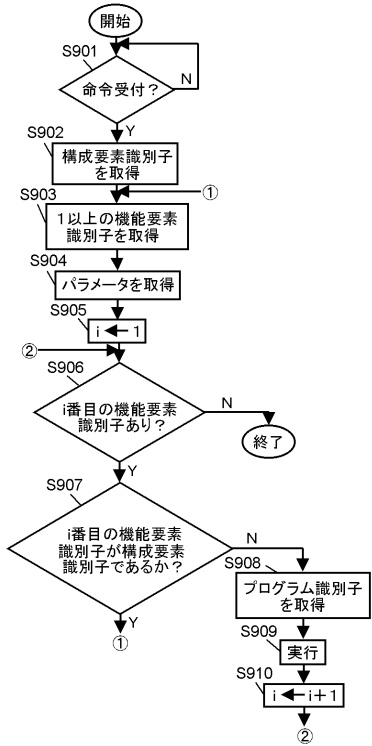 開始
S901
命令受付?
N
Y
S902
構成要素識別子
を取得
①
S903
1以上の機能要素
識別子を取得
S904
パラメータを取得
S905
i ← 1
②
S906
i番目の機能要素
識別子あり?
N
終了
Y
S907
i番目の機能要素
識別子が構成要素
識別子であるか?
N
Y
①
S908
プログラム識別子
を取得
S909
実行
S910
i ← i+1
②